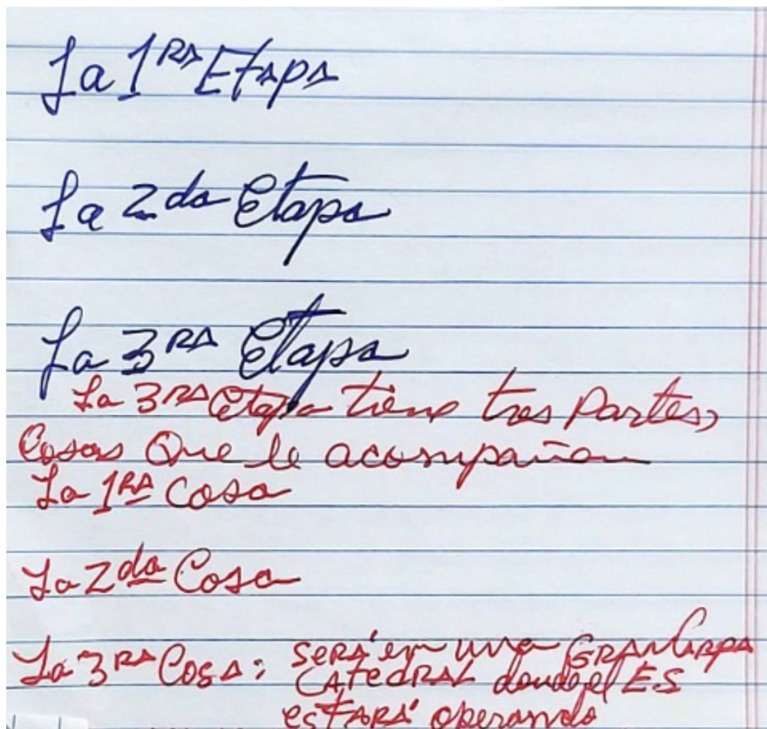 La 1RA Etapa
La 2da Etapa
La 3RA Etapa
La 3RA Etapa tiene tres Partes,
Cosas Que le acompañan
La 1RA Cosa
La 2da Cosa
La 3RA Cosa: SERÁ en una GRAN CARPA
CATEDRAL donde el E.S
ESTARÁ operando